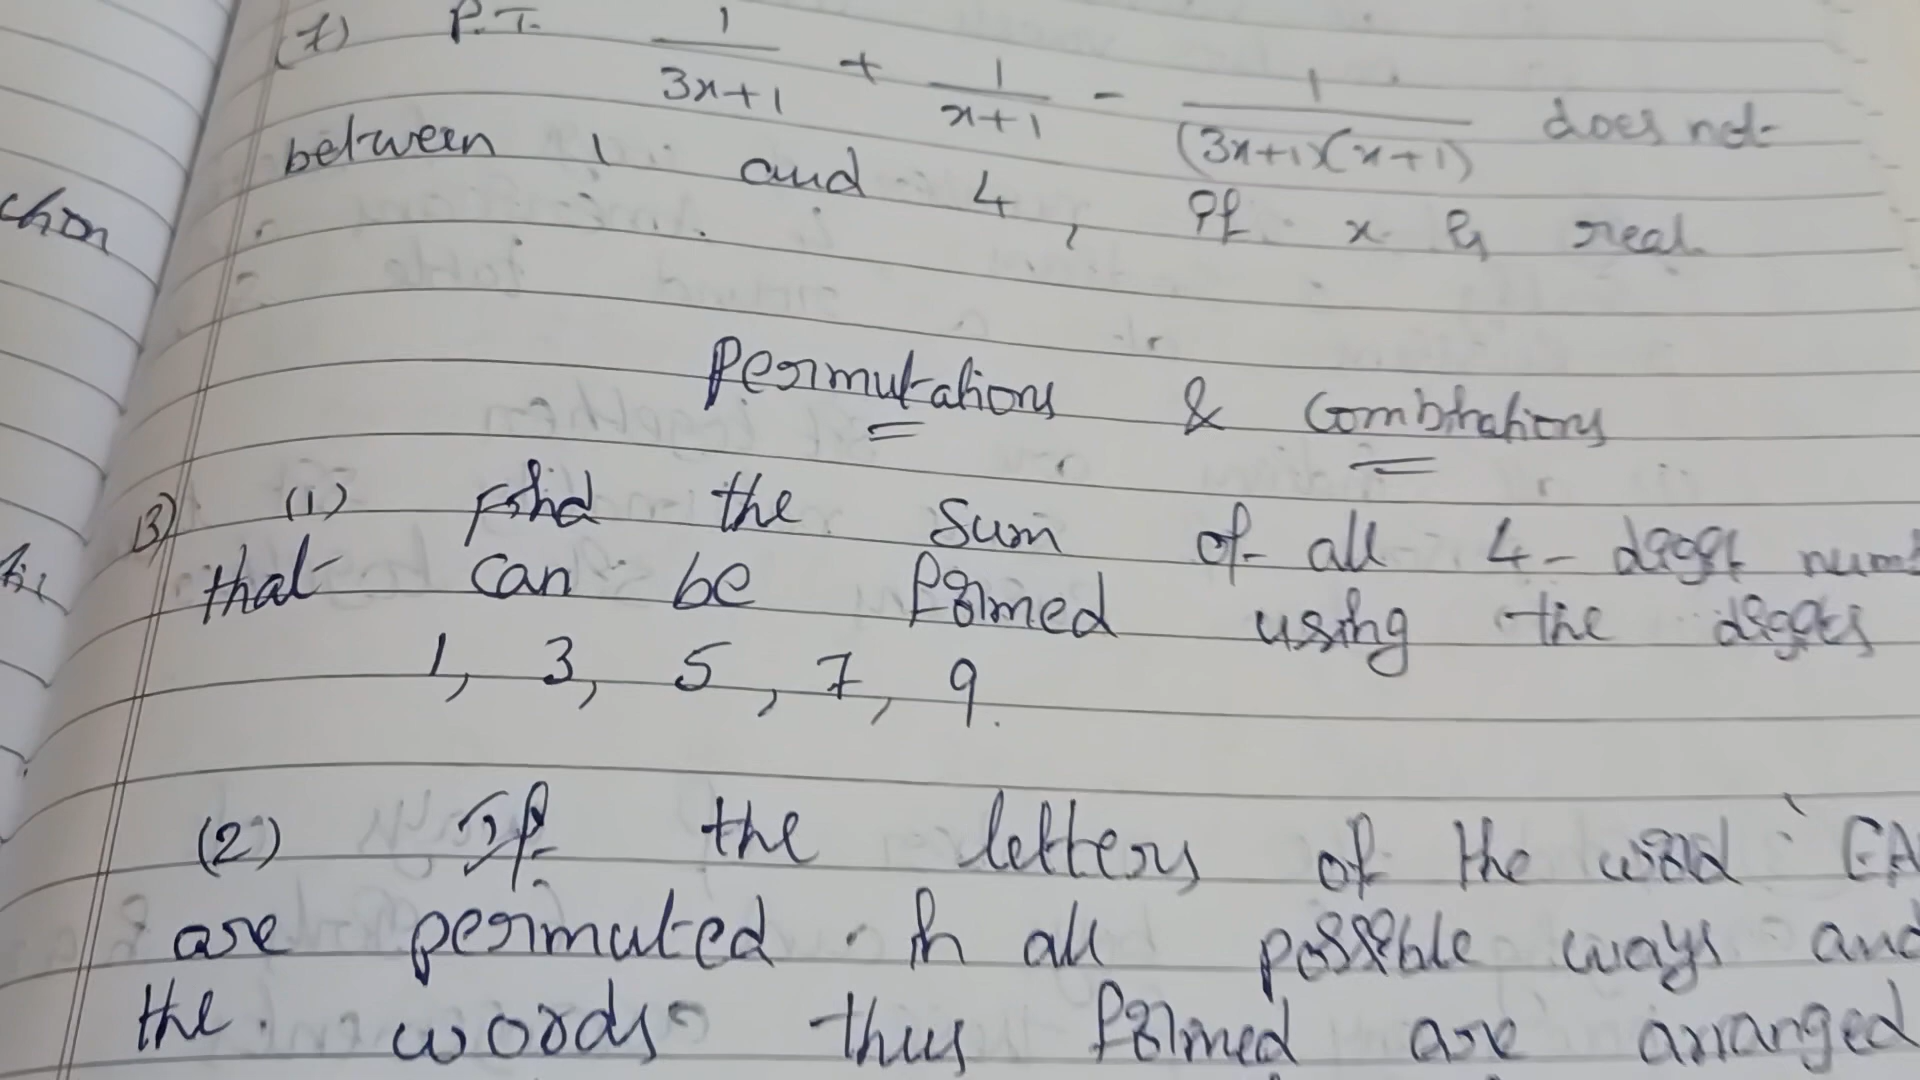 (7) P.T. 1/(3x+1) + 1/(x+1) - 1/((3x+1)(x+1)) does not
between 1 and 4, if x is real
Permutations & Combinations
13) (1) Find the sum of all 4-digit num
that can be formed using the digits
1, 3, 5, 7, 9.
(2) If the letters of the word 'EA
are permuted in all possible ways and
the words thus formed are arranged